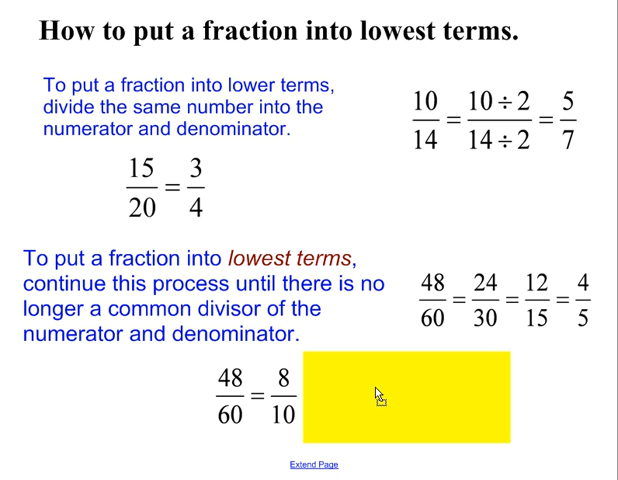 How to put a fraction into lowest terms.
To put a fraction into lower terms,
divide the same number into the
numerator and denominator.
10/14 = 10 ÷ 2/14 ÷ 2 = 5/7
15/20 = 3/4
To put a fraction into lowest terms,
continue this process until there is no
longer a common divisor of the
numerator and denominator.
48/60 = 24/30 = 12/15 = 4/5
48/60 = 8/10
Extend Page